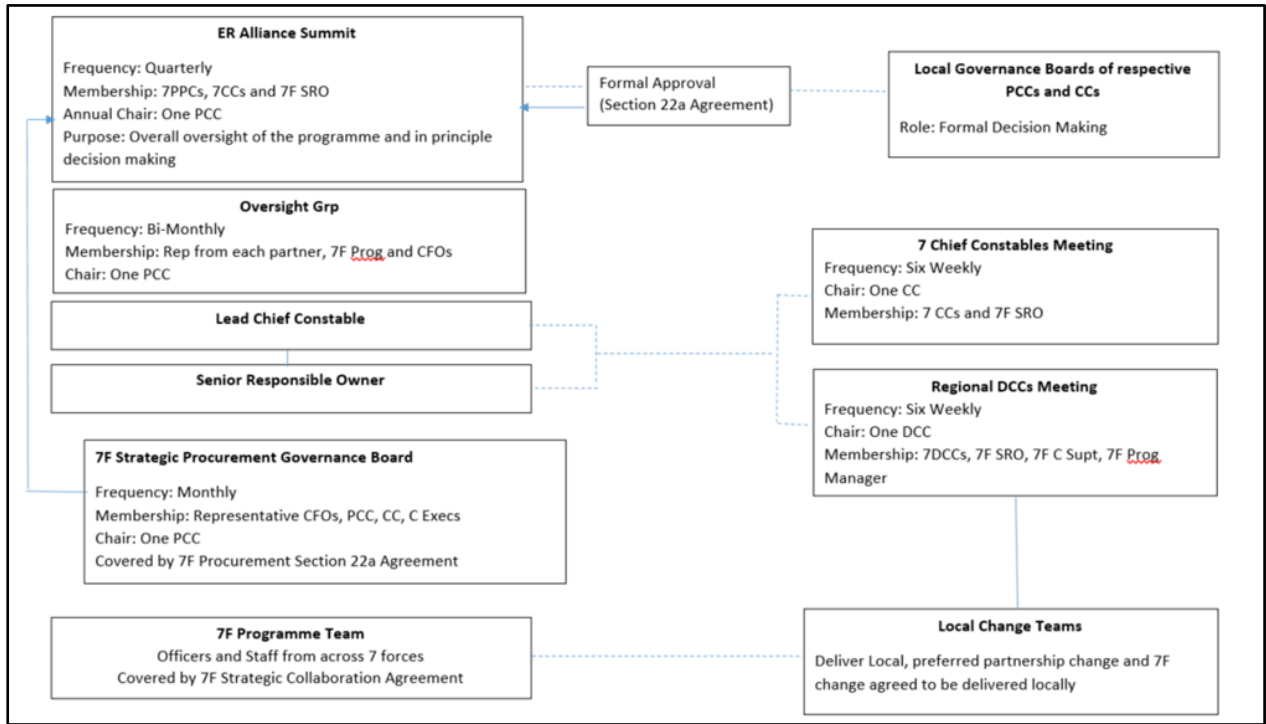 ER Alliance Summit
Frequency: Quarterly
Membership: 7PPCs, 7CCs and 7F SRO
Annual Chair: One PCC
Purpose: Overall oversight of the programme and in principle
decision making
Formal Approval
(Section 22a Agreement)
Local Governance Boards of respective
PCCs and CCs
Role: Formal Decision Making
Oversight Grp
Frequency: Bi-Monthly
Membership: Rep from each partner, 7F Prog and CFOs
Chair: One PCC
7 Chief Constables Meeting
Frequency: Six Weekly
Chair: One CC
Membership: 7 CCs and 7F SRO
Lead Chief Constable
Senior Responsible Owner
Regional DCCs Meeting
Frequency: Six Weekly
Chair: One DCC
Membership: 7DCCs, 7F SRO, 7F C Supt, 7F Prog
Manager
7F Strategic Procurement Governance Board
Frequency: Monthly
Membership: Representative CFOs, PCC, CC, C Execs
Chair: One PCC
Covered by 7F Procurement Section 22a Agreement
7F Programme Team
Officers and Staff from across 7 forces
Covered by 7F Strategic Collaboration Agreement
Local Change Teams
Deliver Local, preferred partnership change and 7F
change agreed to be delivered locally